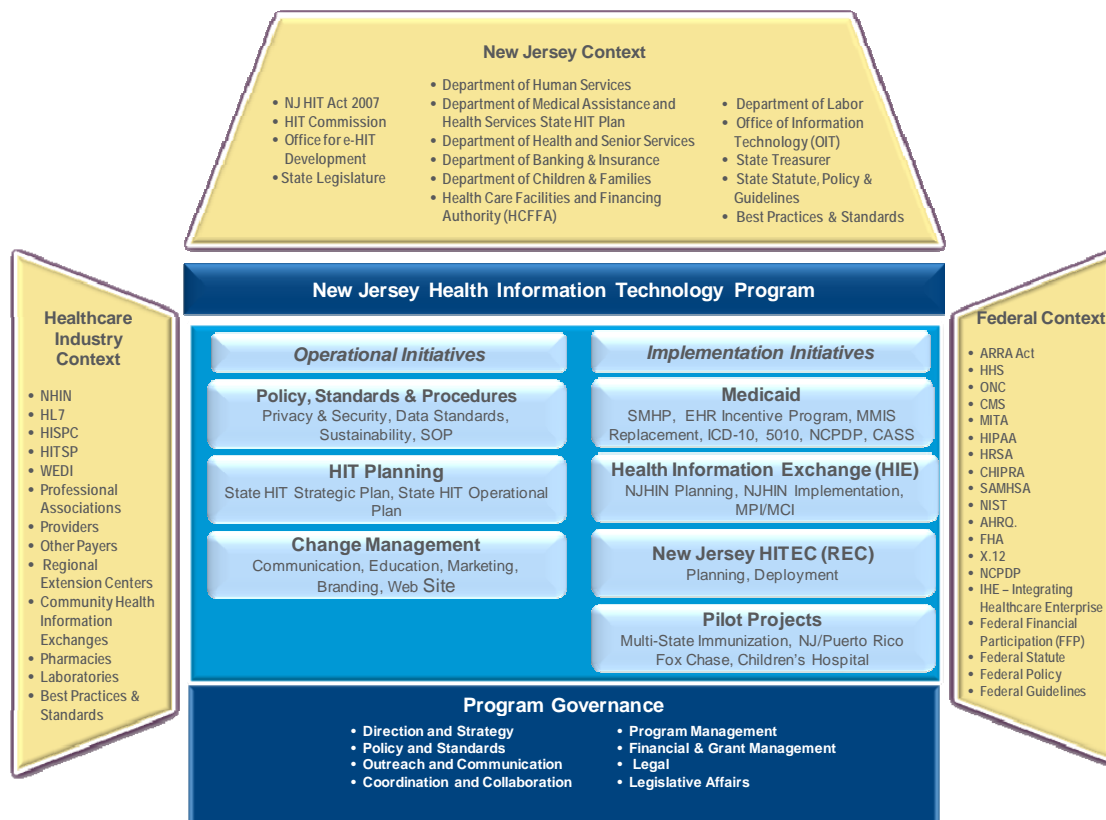 New Jersey Context
• NJ HIT Act 2007
• HIT Commission
• Office for e-HIT
Development
• State Legislature
• Department of Human Services
• Department of Medical Assistance and
Health Services State HIT Plan
• Department of Health and Senior Services
• Department of Banking & Insurance
• Department of Children & Families
• Health Care Facilities and Financing
Authority (HCFFA)
• Department of Labor
• Office of Information
Technology (OIT)
• State Treasurer
• State Statute, Policy &
Guidelines
• Best Practices & Standards
Healthcare
Industry
Context
• NHIN
• HL7
• HISPC
• HITSP
• WEDI
• Professional
Associations
• Providers
• Other Payers
• Regional
Extension Centers
• Community Health
Information
Exchanges
• Pharmacies
• Laboratories
• Best Practices &
Standards
New Jersey Health Information Technology Program
Operational Initiatives
Policy, Standards & Procedures
Privacy & Security, Data Standards,
Sustainability, SOP
HIT Planning
State HIT Strategic Plan, State HIT Operational
Plan
Change Management
Communication, Education, Marketing,
Branding, Web Site
Implementation Initiatives
Medicaid
SMHP, EHR Incentive Program, MMIS
Replacement, ICD-10, 5010, NCPDP, CASS
Health Information Exchange (HIE)
NJHIN Planning, NJHIN Implementation,
MPI/MCI
New Jersey HITEC (REC)
Planning, Deployment
Pilot Projects
Multi-State Immunization, NJ/Puerto Rico
Fox Chase, Children's Hospital
Federal Context
• ARRA Act
• HHS
• ONC
• CMS
• MITA
• HIPAA
• HRSA
• CHIPRA
• SAMHSA
• NIST
• AHRQ.
• FHA
• X.12
• NCPDP
• IHE – Integrating
Healthcare Enterprise
• Federal Financial
Participation (FFP)
• Federal Statute
• Federal Policy
• Federal Guidelines
Program Governance
• Direction and Strategy
• Policy and Standards
• Outreach and Communication
• Coordination and Collaboration
• Program Management
• Financial & Grant Management
• Legal
• Legislative Affairs